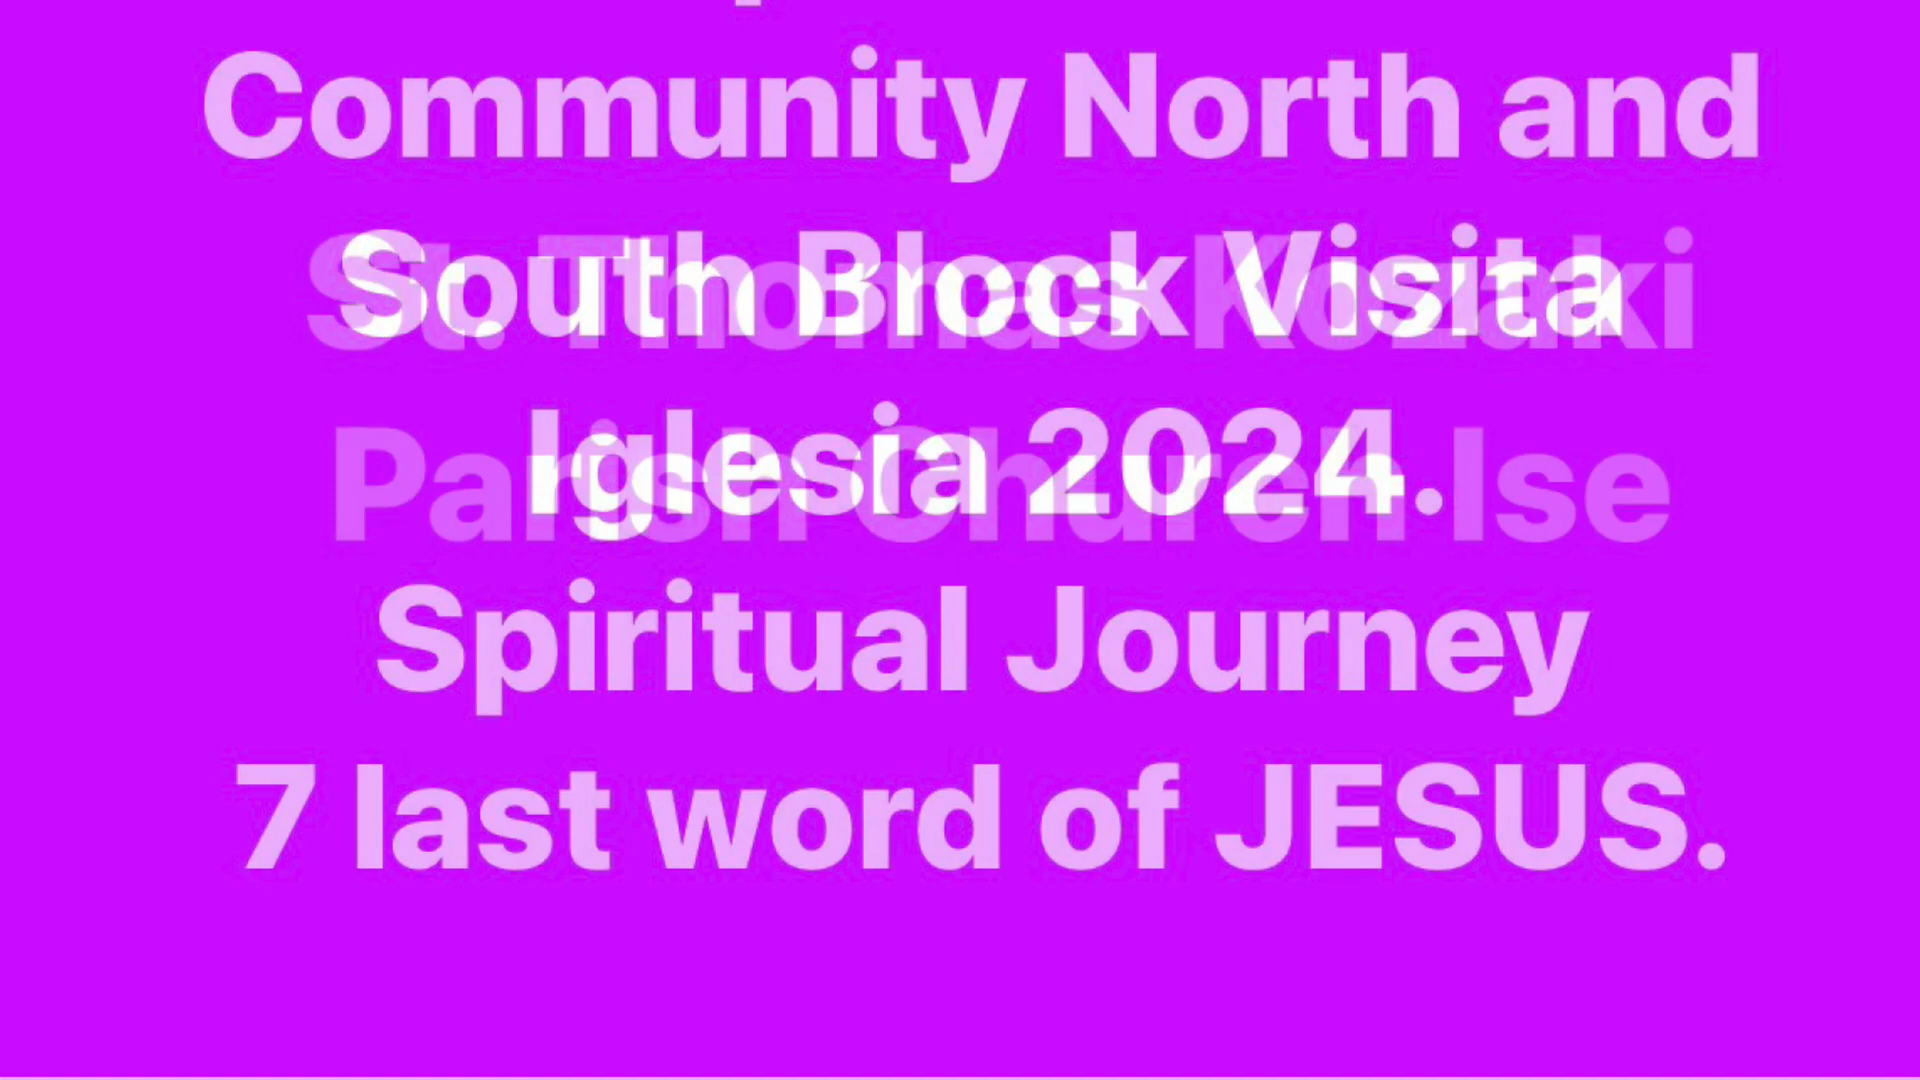 Community North and
South Block Visita
Iglesia 2024.
Spiritual Journey
7 last word of JESUS.
St. Thomas Kozaki
Parish Church Ise